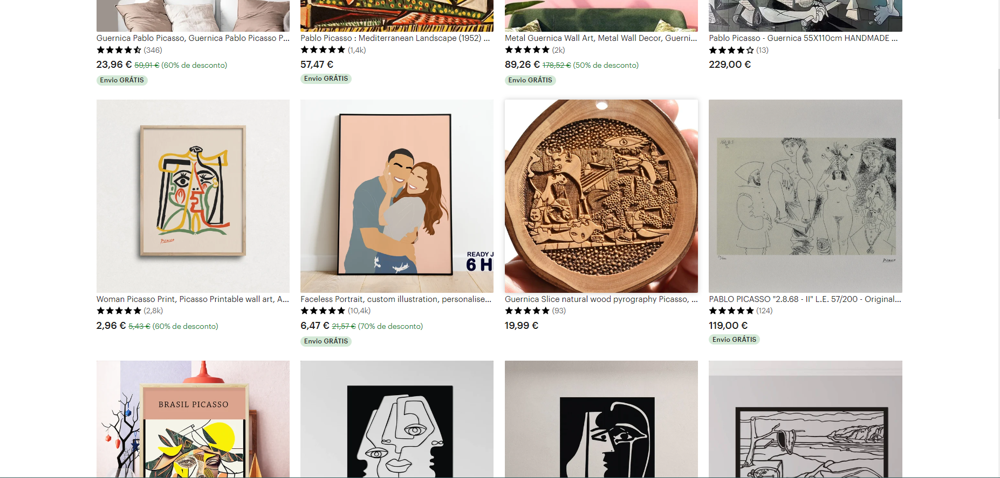 Guernica Pablo Picasso, Guernica Pablo Picasso P...
(346)
23,96 € 59,91 € (60% de desconto)
Envio GRÁTIS
Pablo Picasso : Mediterranean Landscape (1952) ...
(1,4k)
57,47 €
Envio GRÁTIS
Metal Guernica Wall Art, Metal Wall Decor, Guerni...
(2k)
89,26 € 178,52 € (50% de desconto)
Envio GRÁTIS
Pablo Picasso - Guernica 55X110cm HANDMADE ...
(13)
229,00 €
Picasso
Woman Picasso Print, Picasso Printable wall art, A...
(2,8k)
2,96 € 5,43 € (60% de desconto)
READY J
6 H
Faceless Portrait, custom illustration, personalise...
(10,4k)
6,47 € 21,57 € (70% de desconto)
Envio GRÁTIS
Guernica Slice natural wood pyrography Picasso, ...
(93)
19,99 €
Picasso
PABLO PICASSO "2.8.68 - II" L.E. 57/200 - Original...
(124)
119,00 €
Envio GRÁTIS
BRASIL PICASSO